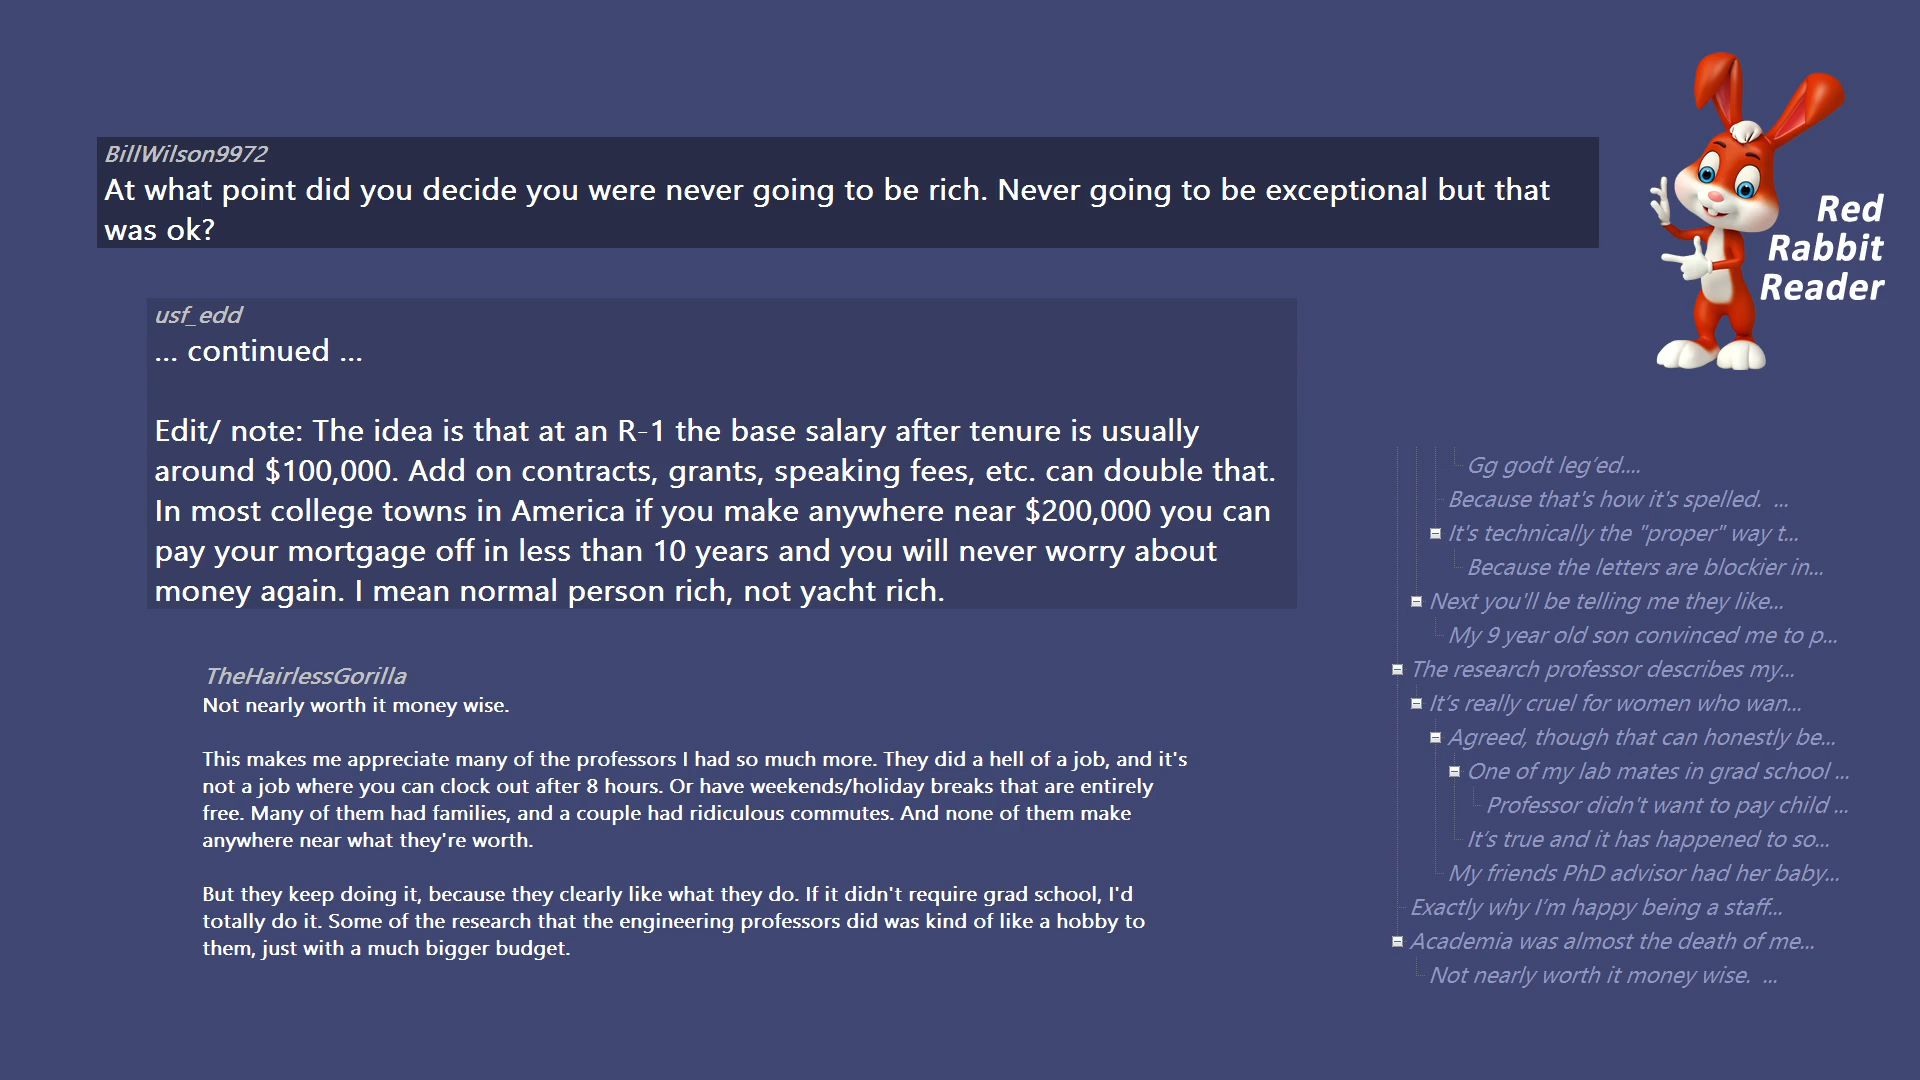 BillWilson9972
At what point did you decide you were never going to be rich. Never going to be exceptional but that
was ok?
Red
Rabbit
Reader
usf_edd
... continued ...
Edit/ note: The idea is that at an R-1 the base salary after tenure is usually
around $100,000. Add on contracts, grants, speaking fees, etc. can double that.
In most college towns in America if you make anywhere near $200,000 you can
pay your mortgage off in less than 10 years and you will never worry about
money again. I mean normal person rich, not yacht rich.
TheHairlessGorilla
Not nearly worth it money wise.
This makes me appreciate many of the professors I had so much more. They did a hell of a job, and it's
not a job where you can clock out after 8 hours. Or have weekends/holiday breaks that are entirely
free. Many of them had families, and a couple had ridiculous commutes. And none of them make
anywhere near what they're worth.
But they keep doing it, because they clearly like what they do. If it didn't require grad school, I'd
totally do it. Some of the research that the engineering professors did was kind of like a hobby to
them, just with a much bigger budget.
Gg godt leg’ed....
Because that's how it's spelled. ...
It's technically the "proper" way t...
Because the letters are blockier in...
Next you'll be telling me they like...
My 9 year old son convinced me to p...
The research professor describes my...
It’s really cruel for women who wan...
Agreed, though that can honestly be...
One of my lab mates in grad school ...
Professor didn't want to pay child ...
It’s true and it has happened to so...
My friends PhD advisor had her baby...
Exactly why I’m happy being a staff...
Academia was almost the death of me...
Not nearly worth it money wise. ...